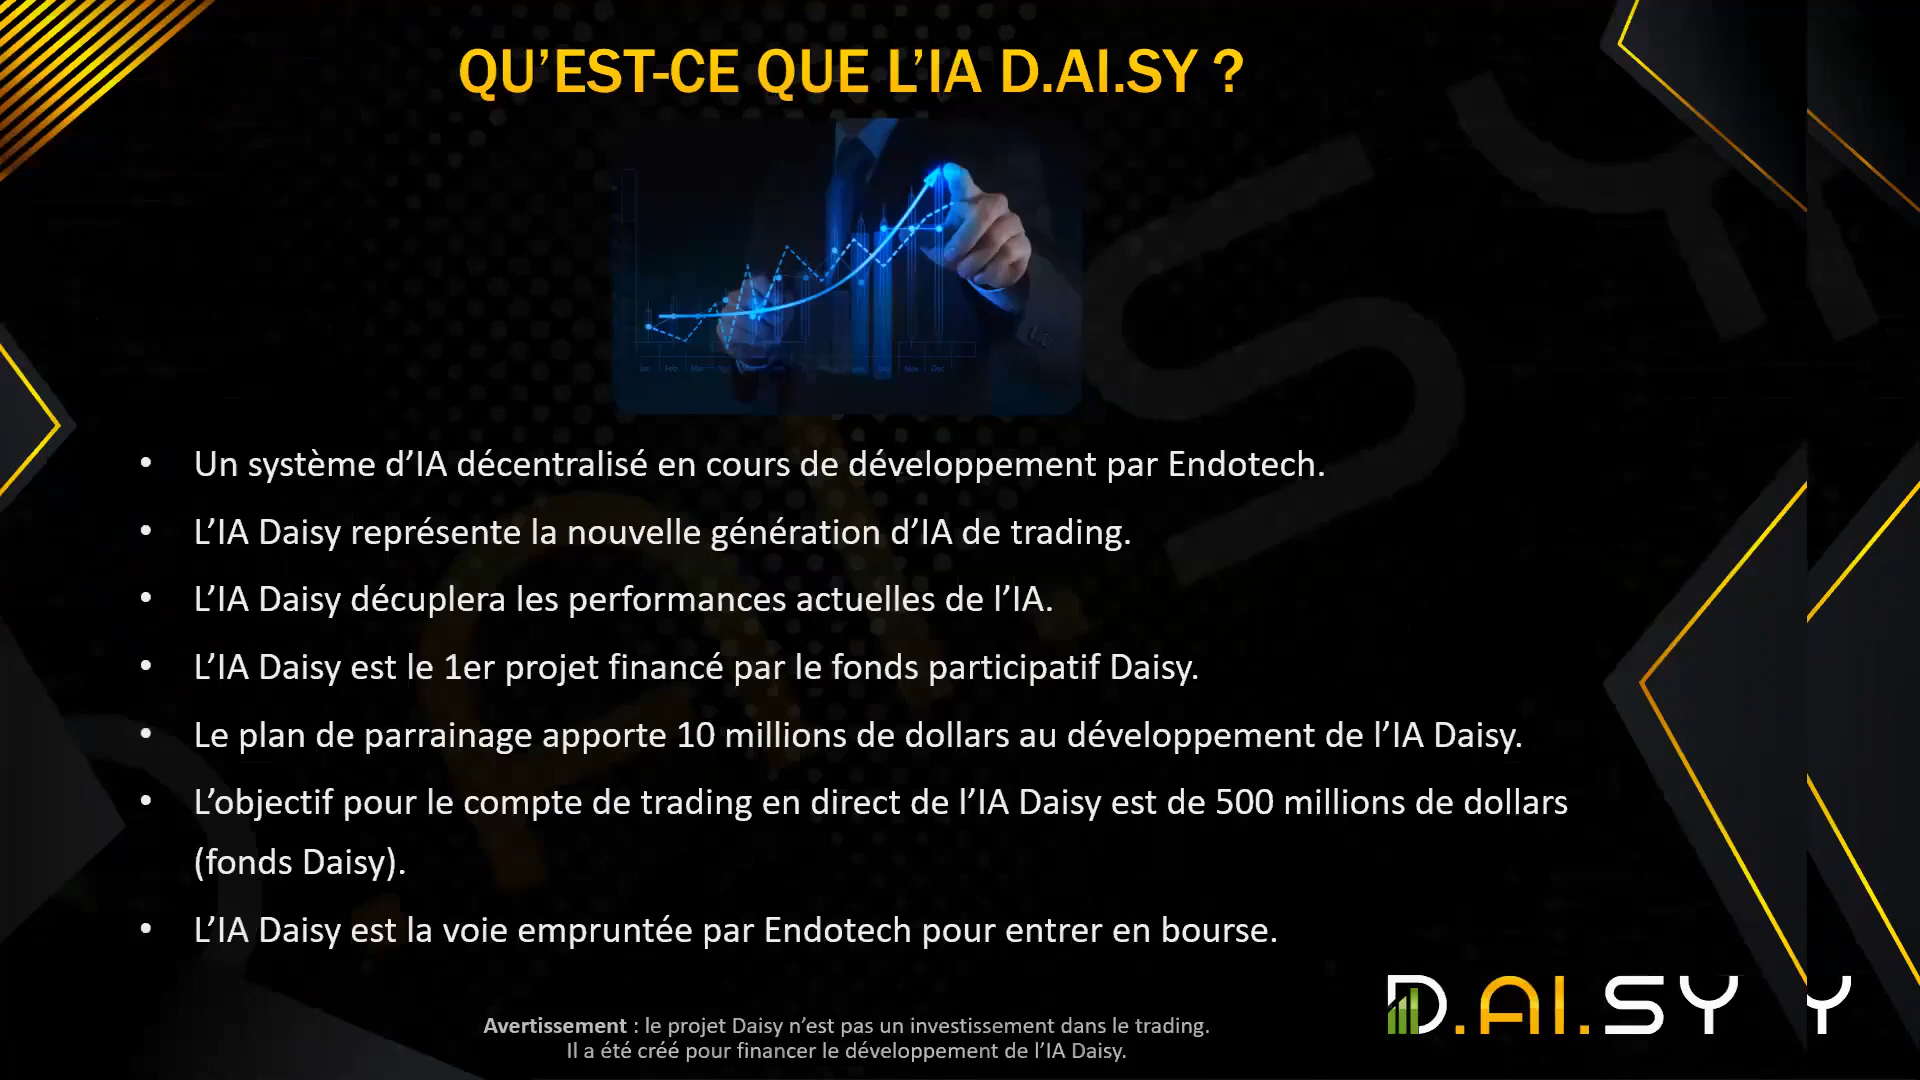 QU’EST-CE QUE L’IA D.AI.SY ?
Jan Feb Mar Nov Dec
• Un système d’IA décentralisé en cours de développement par Endotech.
• L’IA Daisy représente la nouvelle génération d’IA de trading.
• L’IA Daisy décuplera les performances actuelles de l’IA.
• L’IA Daisy est le 1er projet financé par le fonds participatif Daisy.
• Le plan de parrainage apporte 10 millions de dollars au développement de l’IA Daisy.
• L’objectif pour le compte de trading en direct de l’IA Daisy est de 500 millions de dollars
(fonds Daisy).
• L’IA Daisy est la voie empruntée par Endotech pour entrer en bourse.
Avertissement : le projet Daisy n’est pas un investissement dans le trading.
Il a été créé pour financer le développement de l’IA Daisy.
D.AI.SY Y